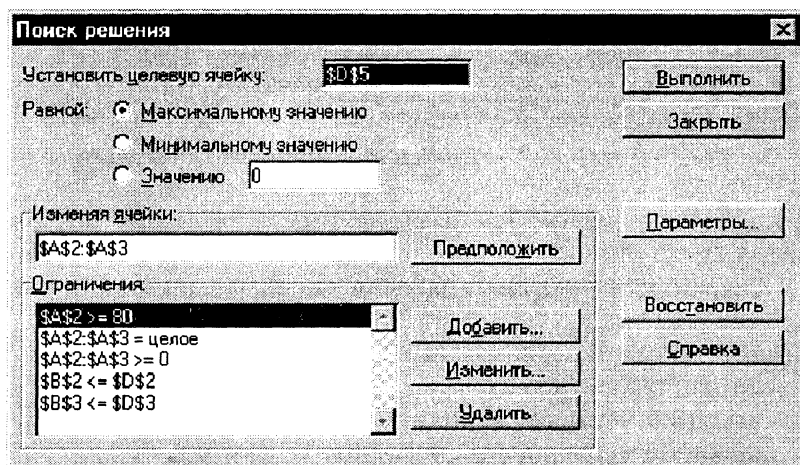 Поиск решения
Установить целевую ячейку: $D$5
Равной: Максимальному значению
Минимальному значению
Значению 0
Изменяя ячейки:
$A$2:$A$3
Предположить
Ограничения:
$A$2 >= 80
$A$2:$A$3 = целое
$A$2:$A$3 >= 0
$B$2 <= $D$2
$B$3 <= $D$3
Добавить...
Изменить...
Удалить
Выполнить
Закрыть
Параметры...
Восстановить
Справка